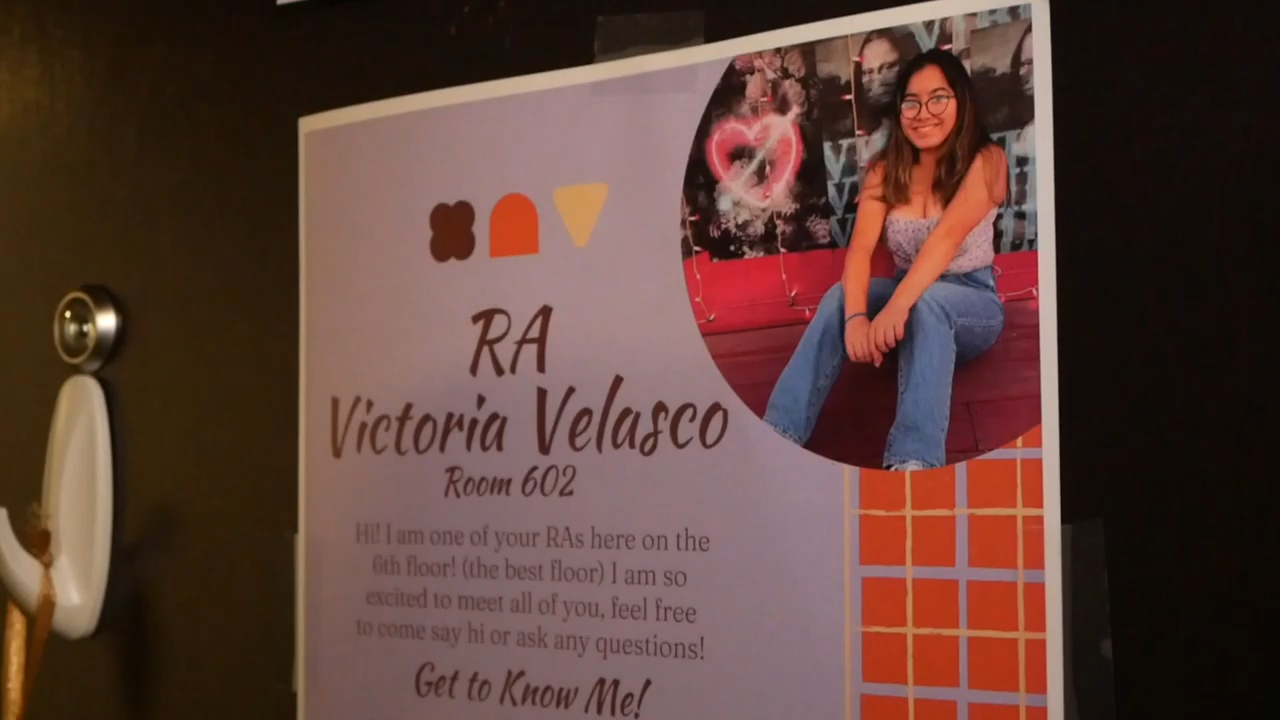 RA
Victoria Velasco
Room 602
Hi! I am one of your RAs here on the
6th floor! (the best floor) I am so
excited to meet all of you, feel free
to come say hi or ask any questions!
Get to Know Me!